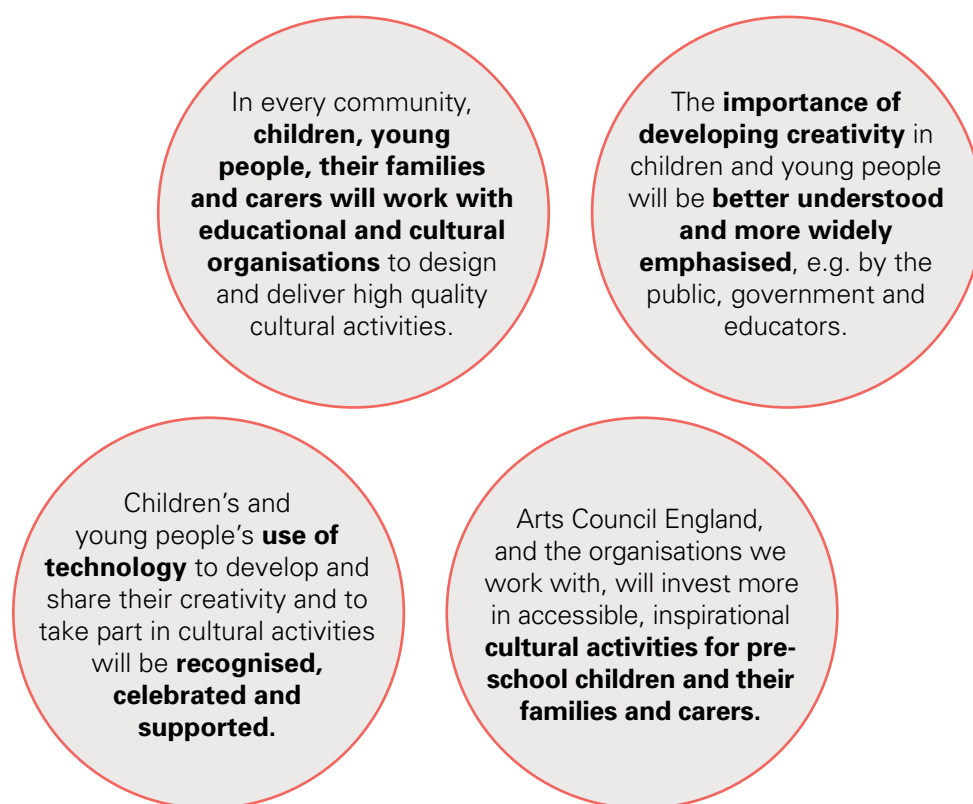 In every community,
children, young
people, their families
and carers will work with
educational and cultural
organisations to design
and deliver high quality
cultural activities.
The importance of
developing creativity in
children and young people
will be better understood
and more widely
emphasised, e.g. by the
public, government and
educators.
Children’s and
young people’s use of
technology to develop and
share their creativity and to
take part in cultural activities
will be recognised,
celebrated and
supported.
Arts Council England,
and the organisations we
work with, will invest more
in accessible, inspirational
cultural activities for pre-
school children and their
families and carers.